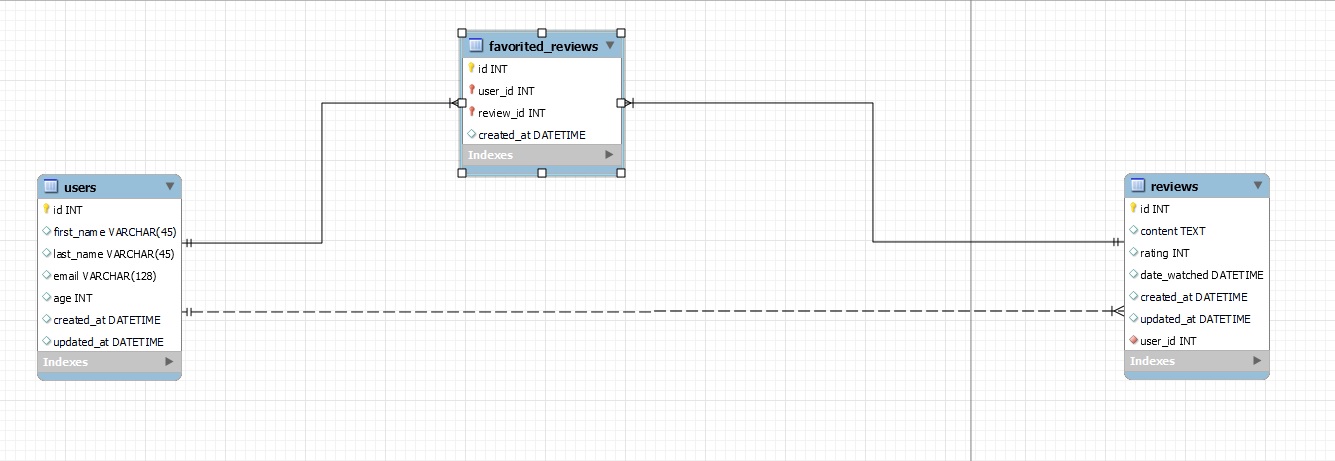 favorited_reviews
id INT
user_id INT
review_id INT
created_at DATETIME
Indexes
users
id INT
first_name VARCHAR(45)
last_name VARCHAR(45)
email VARCHAR(128)
age INT
created_at DATETIME
updated_at DATETIME
Indexes
reviews
id INT
content TEXT
rating INT
date_watched DATETIME
created_at DATETIME
updated_at DATETIME
user_id INT
Indexes